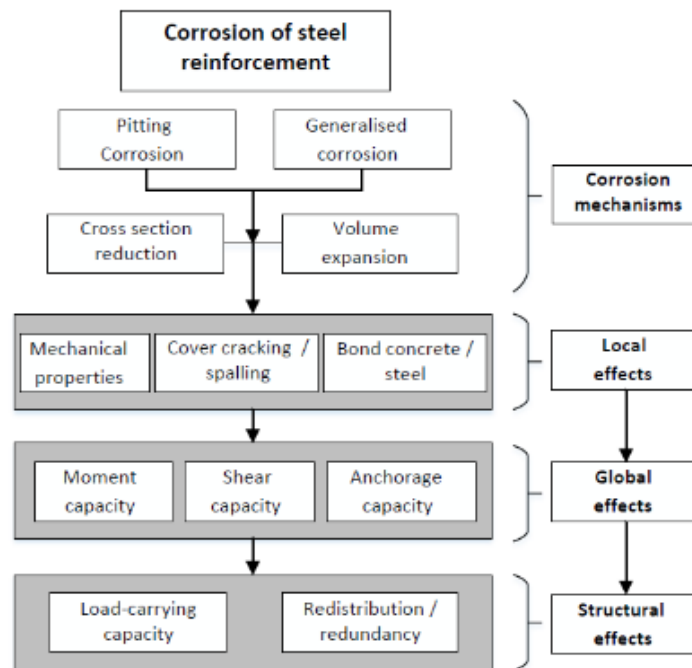 Corrosion of steel
reinforcement
Pitting
Corrosion
Generalised
corrosion
Corrosion
mechanisms
Cross section
reduction
Volume
expansion
Mechanical
properties
Cover cracking /
spalling
Bond concrete /
steel
Local
effects
Moment
capacity
Shear
capacity
Anchorage
capacity
Global
effects
Load-carrying
capacity
Redistribution /
redundancy
Structural
effects